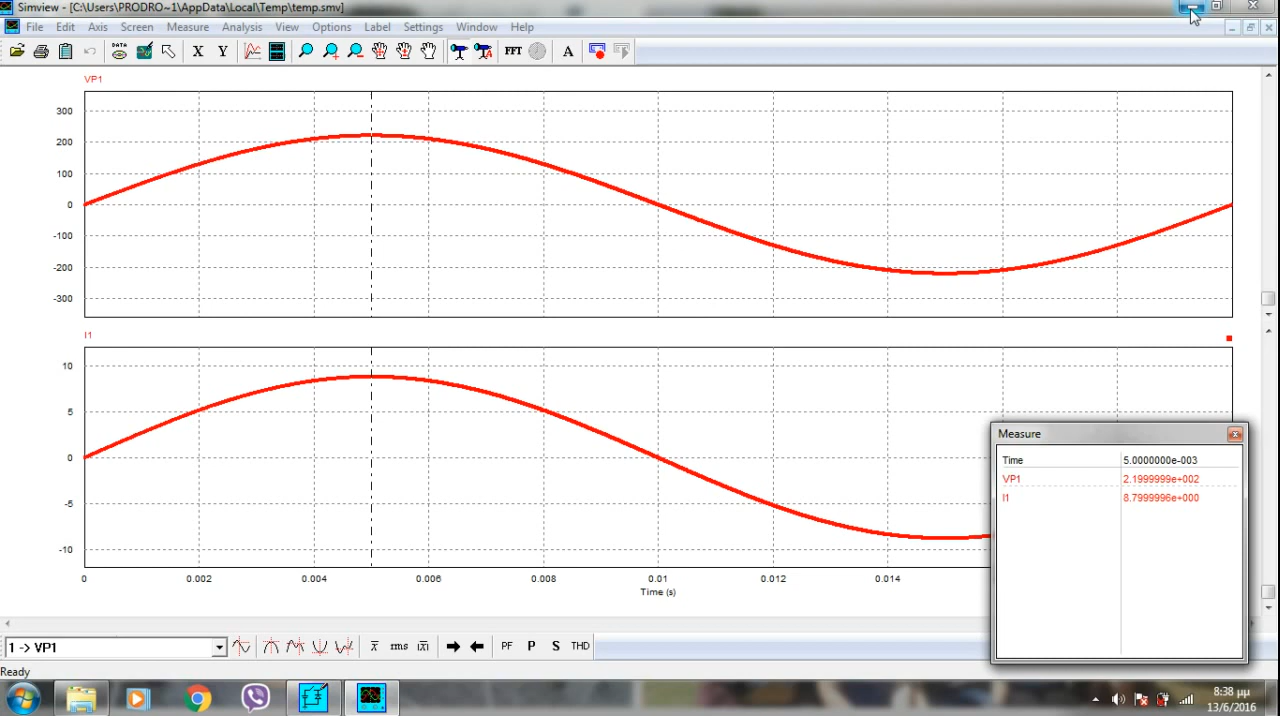 Simview - [C:\Users\PRODRO~1\AppData\Local\Temp\temp.smv]
File Edit Axis Screen Measure Analysis View Options Label Settings Window Help
DATA X Y FFT A
VP1
300
200
100
0
-100
-200
-300
I1
10
5
0
-5
-10
0 0.002 0.004 0.006 0.008 0.01 0.012 0.014
Time (s)
Measure
Time 5.0000000e-003
VP1 2.1999999e+002
I1 8.7999996e+000
1 -> VP1 x rms |x| PF P S THD
Ready
8:38 μμ
13/6/2016